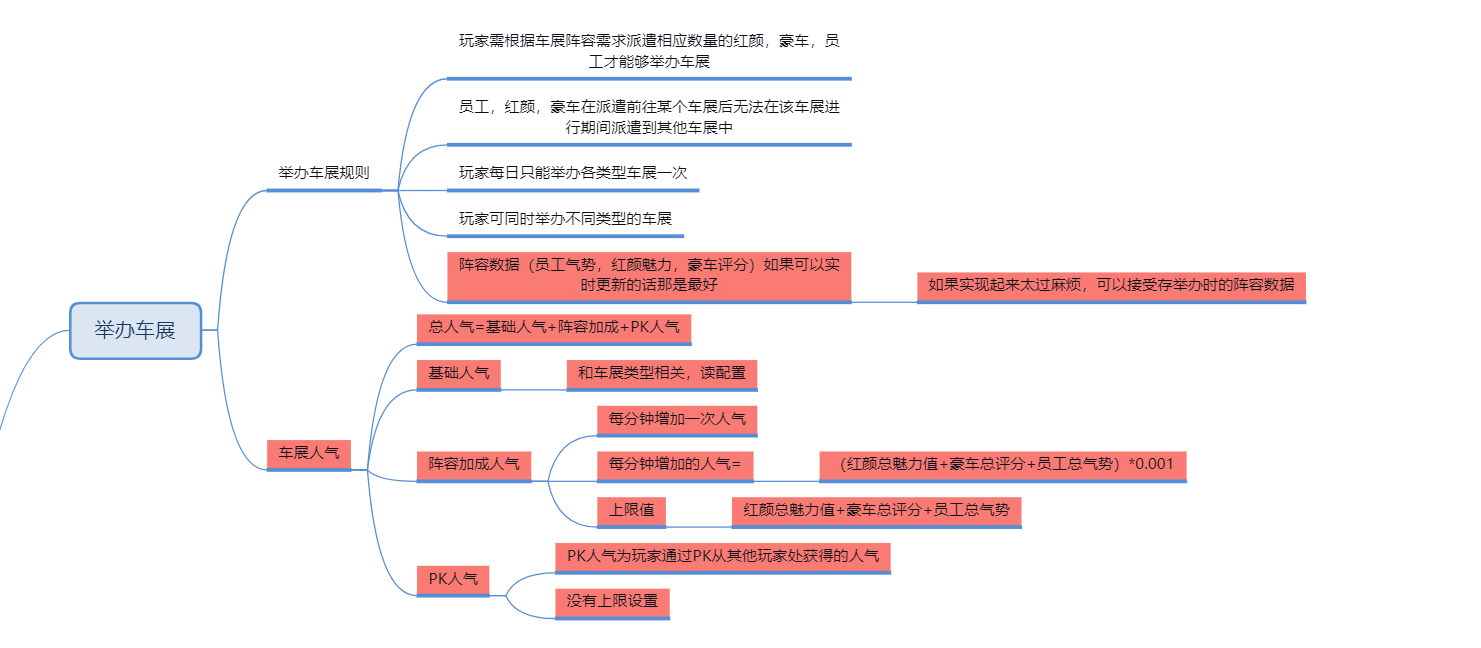 玩家需根据车展阵容需求派遣相应数量的红颜，豪车，员
工才能够举办车展
员工，红颜，豪车在派遣前往某个车展后无法在该车展进
行期间派遣到其他车展中
举办车展规则
玩家每日只能举办各类型车展一次
玩家可同时举办不同类型的车展
阵容数据（员工气势，红颜魅力，豪车评分）如果可以实
时更新的话那是最好
如果实现起来太过麻烦，可以接受存举办时的阵容数据
举办车展
总人气=基础人气+阵容加成+PK人气
基础人气
和车展类型相关，读配置
车展人气
每分钟增加一次人气
阵容加成人气
每分钟增加的人气=
（红颜总魅力值+豪车总评分+员工总气势）*0.001
上限值
红颜总魅力值+豪车总评分+员工总气势
PK人气
PK人气为玩家通过PK从其他玩家处获得的人气
没有上限设置